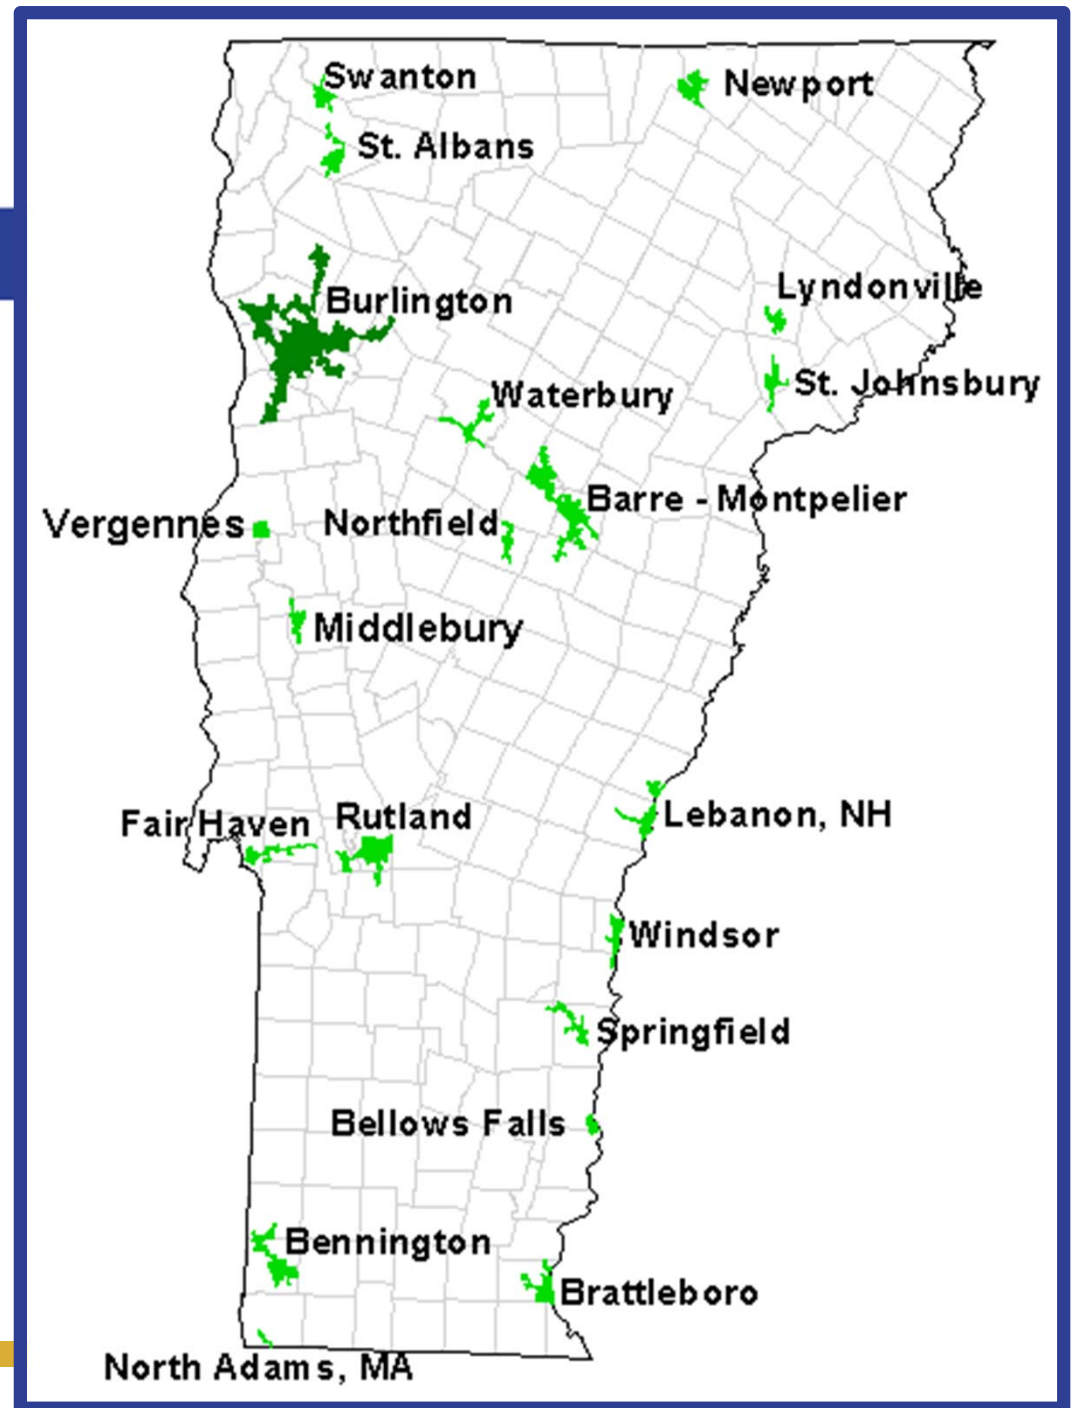 Swanton
Newport
St. Albans
Lyndonville
Burlington
St. Johnsbury
Waterbury
Barre - Montpelier
Vergennes
Northfield
Middlebury
Lebanon, NH
Fair Haven
Rutland
Windsor
Springfield
Bellows Falls
Bennington
Brattleboro
North Adams, MA